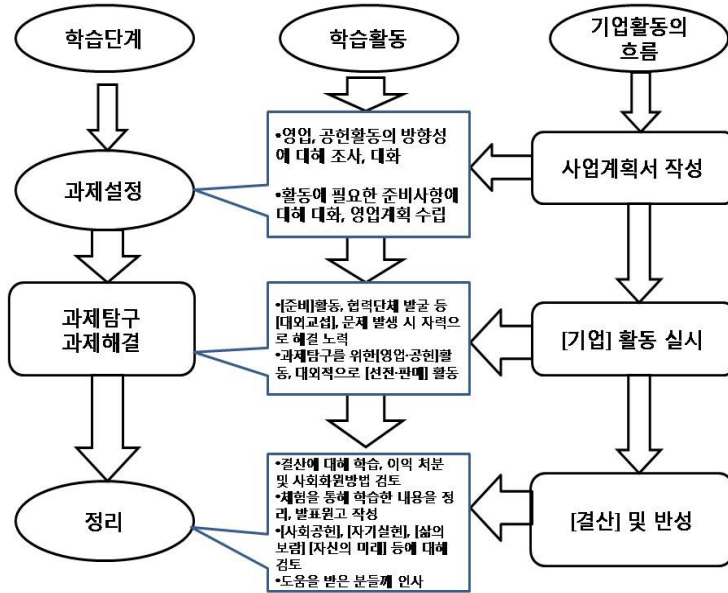 학습단계
학습활동
기업활동의
흐름
•영업, 공헌활동의 방향성
에 대해 조사, 대화
•활동에 필요한 준비사항에
대해 대화, 영업계획 수립
과제설정
사업계획서 작성
과제탐구
과제해결
•[준비]활동, 협력단체 발굴 등
[대외교섭], 문제 발생 시 자력으
로 해결 노력
•과제탐구를 위한[영업·공헌]활
동, 대외적으로 [선전·판매] 활동
[기업] 활동 실시
정리
•결산에 대해 학습, 이익 처분
및 사회화원방법 검토
•체험을 통해 학습한 내용을 정
리, 발표원고 작성
•[사회공헌], [자기실현], [삶의
보람] [자신의 미래] 등에 대해
검토
•도움을 받은 분들께 인사
[결산] 및 반성